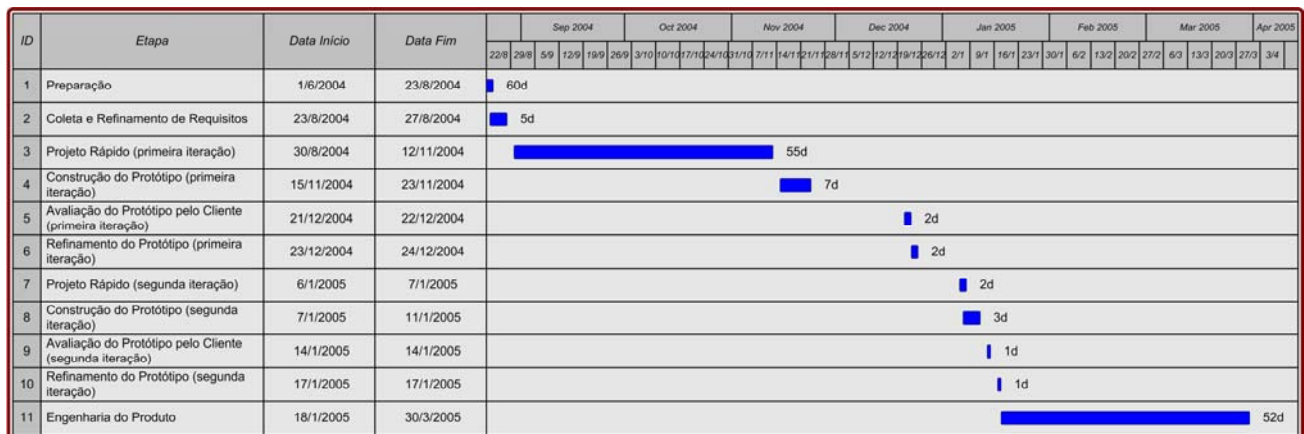 ID Etapa Data Início Data Fim Sep 2004 Oct 2004 Nov 2004 Dec 2004 Jan 2005 Feb 2005 Mar 2005 Apr 2005
22/8 29/8 5/9 12/9 19/9 26/9 3/10 10/10 17/10 24/10 31/10 7/11 14/11 21/11 28/11 5/12 12/12 19/12 26/12 2/1 9/1 16/1 23/1 30/1 6/2 13/2 20/2 27/2 6/3 13/3 20/3 27/3 3/4
1 Preparação 1/6/2004 23/8/2004 60d
2 Coleta e Refinamento de Requisitos 23/8/2004 27/8/2004 5d
3 Projeto Rápido (primeira iteração) 30/8/2004 12/11/2004 55d
4 Construção do Protótipo (primeira
iteração) 15/11/2004 23/11/2004 7d
5 Avaliação do Protótipo pelo Cliente
(primeira iteração) 21/12/2004 22/12/2004 2d
6 Refinamento do Protótipo (primeira
iteração) 23/12/2004 24/12/2004 2d
7 Projeto Rápido (segunda iteração) 6/1/2005 7/1/2005 2d
8 Construção do Protótipo (segunda
iteração) 7/1/2005 11/1/2005 3d
9 Avaliação do Protótipo pelo Cliente
(segunda iteração) 14/1/2005 14/1/2005 1d
10 Refinamento do Protótipo (segunda
iteração) 17/1/2005 17/1/2005 1d
11 Engenharia do Produto 18/1/2005 30/3/2005 52d